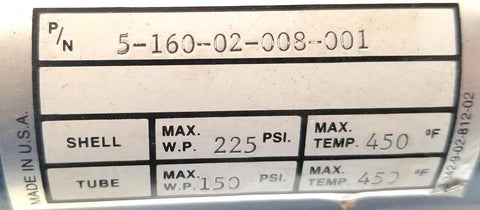 P/N 5-160-02-008-001
MADE IN U.S.A.
SHELL MAX. W.P. 225 PSI. MAX. TEMP. 450 °F
TUBE MAX. W.P. 150 PSI. MAX. TEMP. 450 °F